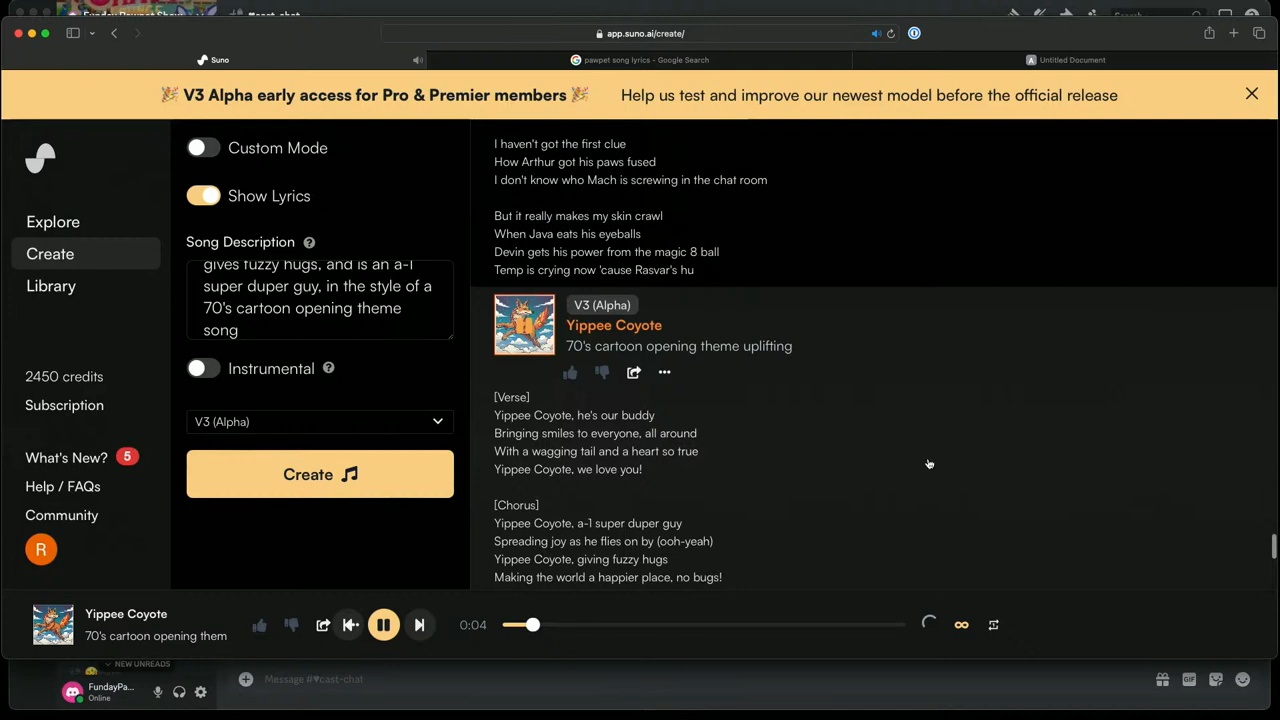 Funday Pawpet Show
#♥cast-chat
Search
app.suno.ai/create/
Suno
pawpet song lyrics - Google Search
Untitled Document
🎉 V3 Alpha early access for Pro & Premier members 🎉 Help us test and improve our newest model before the official release
Explore
Create
Library
2450 credits
Subscription
What's New? 5
Help / FAQs
Community
R
Custom Mode
Show Lyrics
Song Description
gives fuzzy hugs, and is an a-1
super duper guy, in the style of a
70's cartoon opening theme
song
Instrumental
V3 (Alpha)
Create
I haven't got the first clue
How Arthur got his paws fused
I don't know who Mach is screwing in the chat room
But it really makes my skin crawl
When Java eats his eyeballs
Devin gets his power from the magic 8 ball
Temp is crying now 'cause Rasvar's hu
V3 (Alpha)
Yippee Coyote
70's cartoon opening theme uplifting
[Verse]
Yippee Coyote, he's our buddy
Bringing smiles to everyone, all around
With a wagging tail and a heart so true
Yippee Coyote, we love you!
[Chorus]
Yippee Coyote, a-1 super duper guy
Spreading joy as he flies on by (ooh-yeah)
Yippee Coyote, giving fuzzy hugs
Making the world a happier place, no bugs!
Yippee Coyote
70's cartoon opening them
0:04
NEW UNREADS
FundayPa...
Online
Message #♥cast-chat
GIF